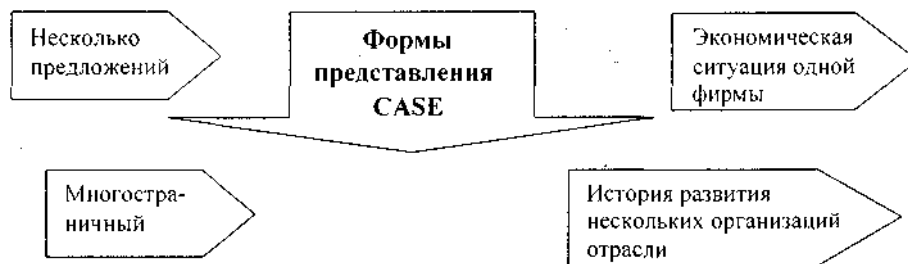 Несколько
предложений
Формы
представления
CASE
Экономическая
ситуация одной
фирмы
Многостра-
ничный
История развития
нескольких организаций
отрасли